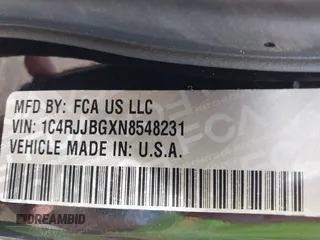 MFD BY: FCA US LLC
VIN: 1C4RJJBGXN8548231
VEHICLE MADE IN: U.S.A.
DREAMBID